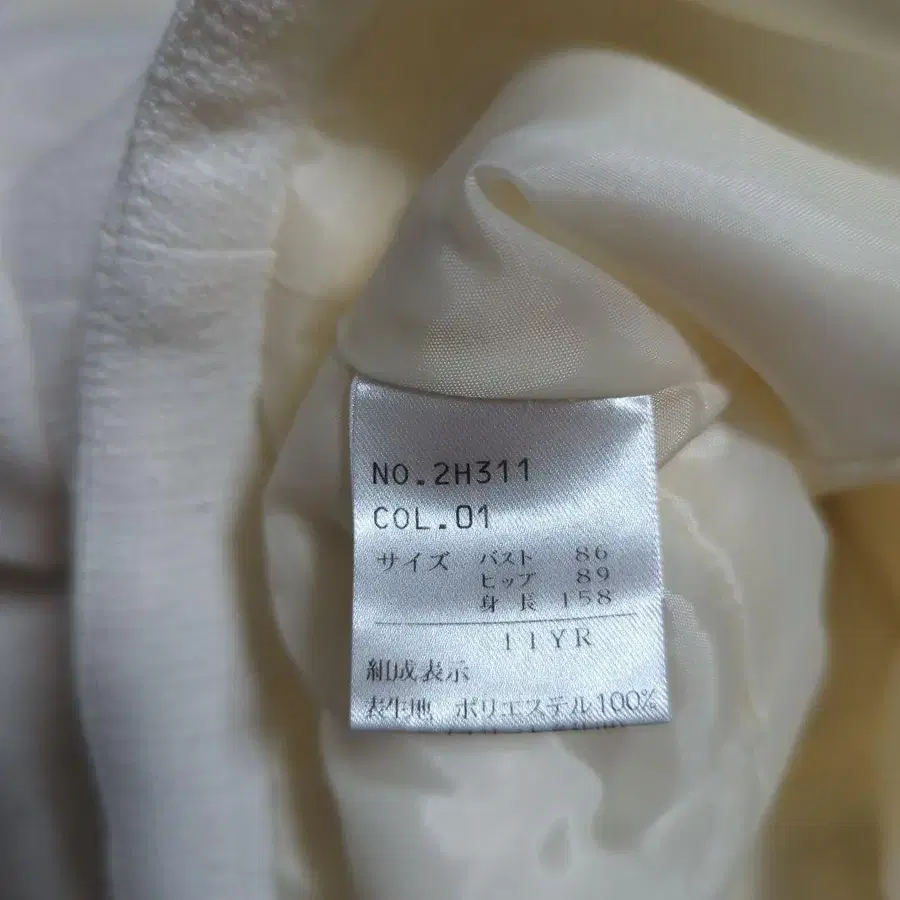 NO.2H311
COL.01
サイズ バスト 86
ヒップ 89
身長 158
11YR
組成表示
表生地 ポリエステル100%